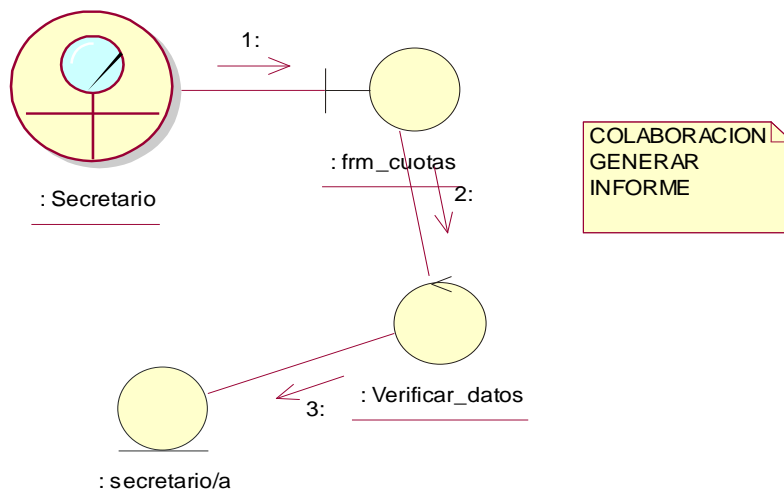 1:
: frm_cuotas
: Secretario
2:
COLABORACION
GENERAR
INFORME
: Verificar_datos
3:
: secretario/a